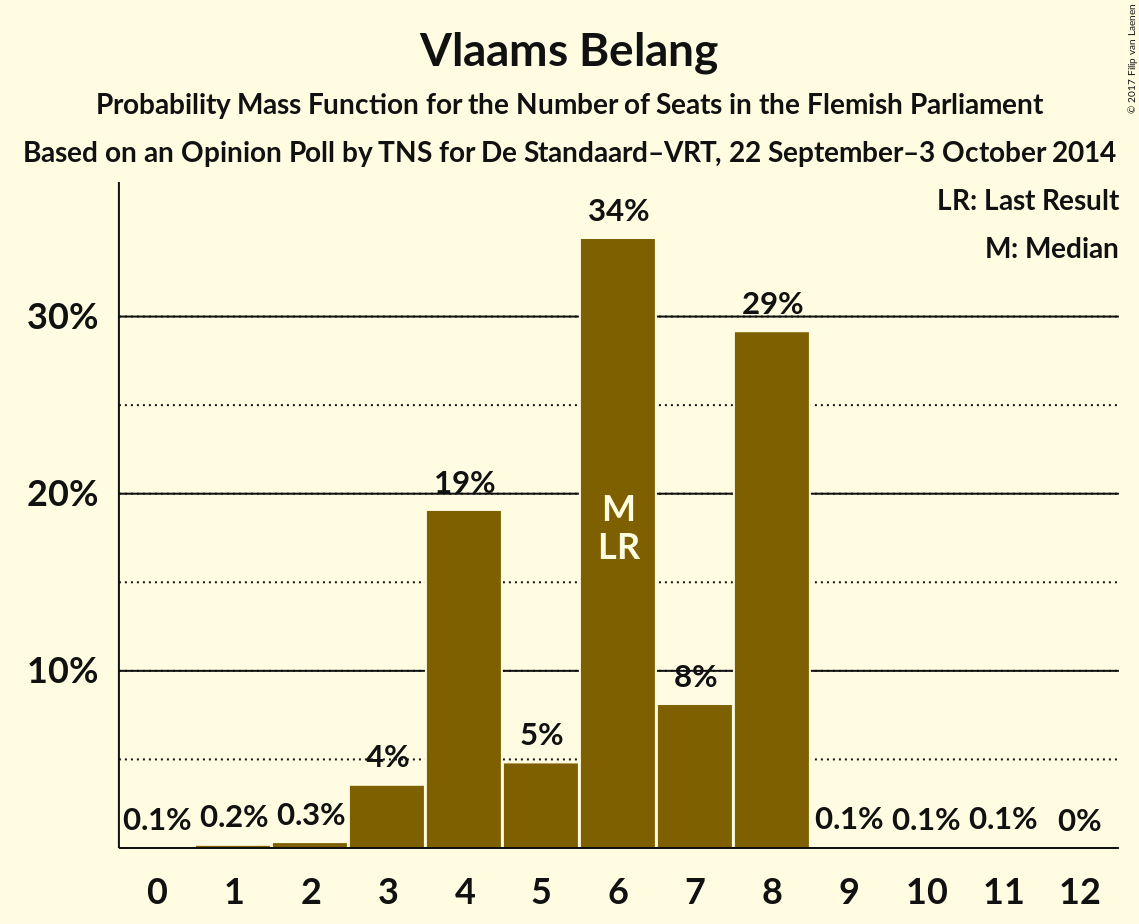 Vlaams Belang
Probability Mass Function for the Number of Seats in the Flemish Parliament
Based on an Opinion Poll by TNS for De Standaard–VRT, 22 September–3 October 2014
© 2017 Filip van Laenen
LR: Last Result
M: Median
34%
29%
30%
19%
20%
M
LR
10%
8%
5%
4%
0.1% 0.2% 0.3% 0.1% 0.1% 0.1% 0%
0 1 2 3 4 5 6 7 8 9 10 11 12